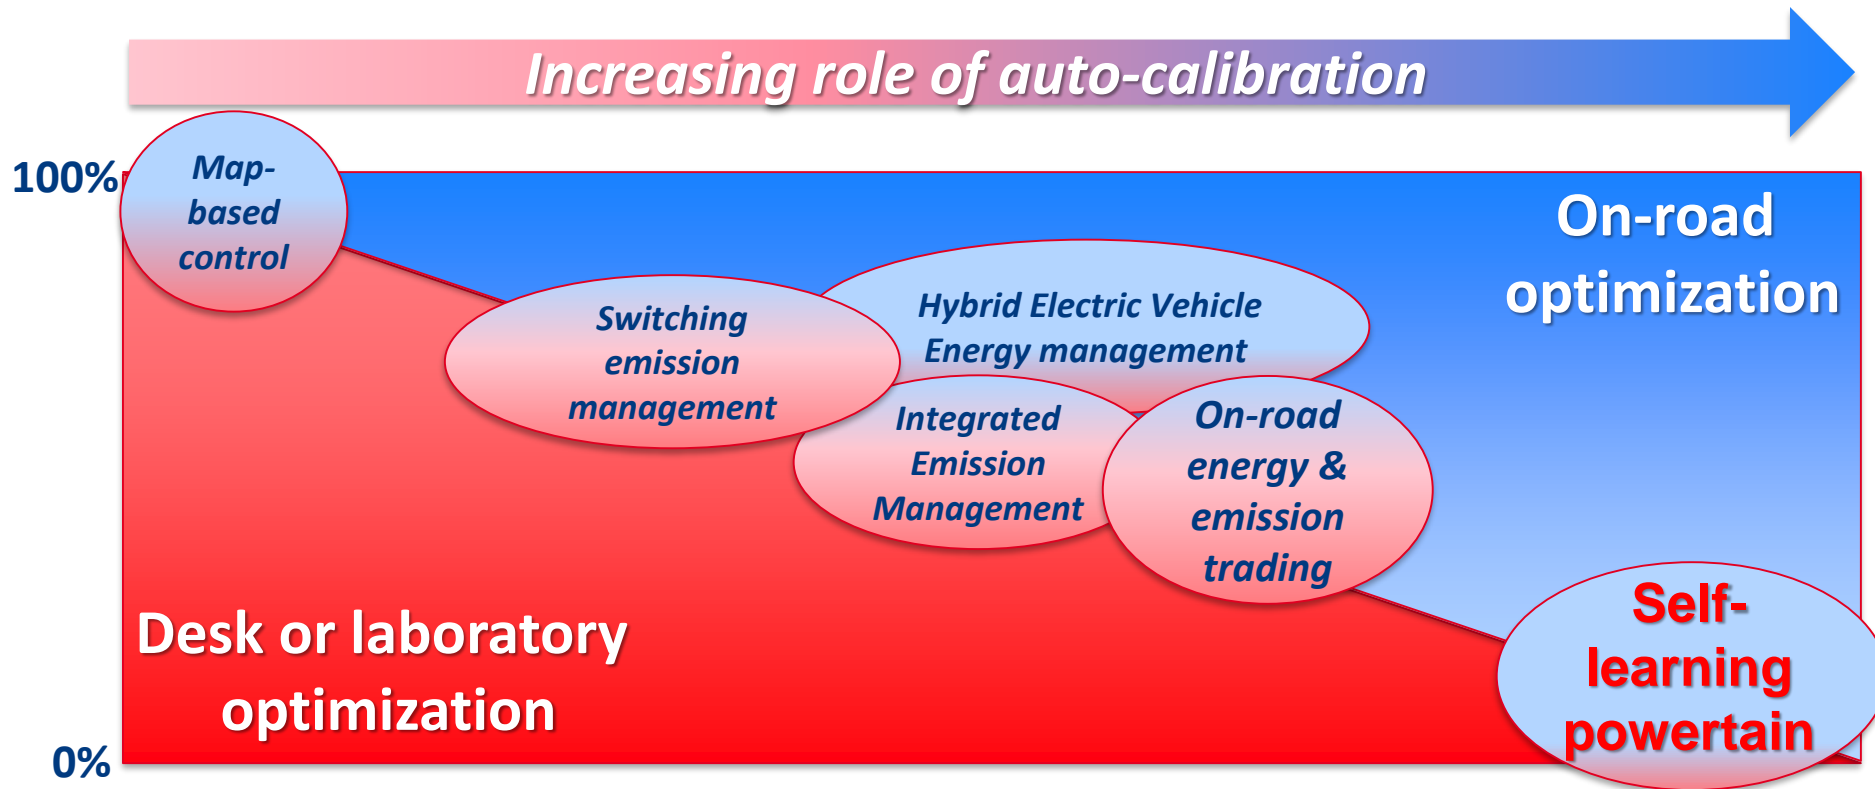 Increasing role of auto-calibration
100%
Map-
based
control
On-road
optimization
Switching
emission
management
Hybrid Electric Vehicle
Energy management
Integrated
Emission
Management
On-road
energy &
emission
trading
Desk or laboratory
optimization
Self-
learning
powertain
0%